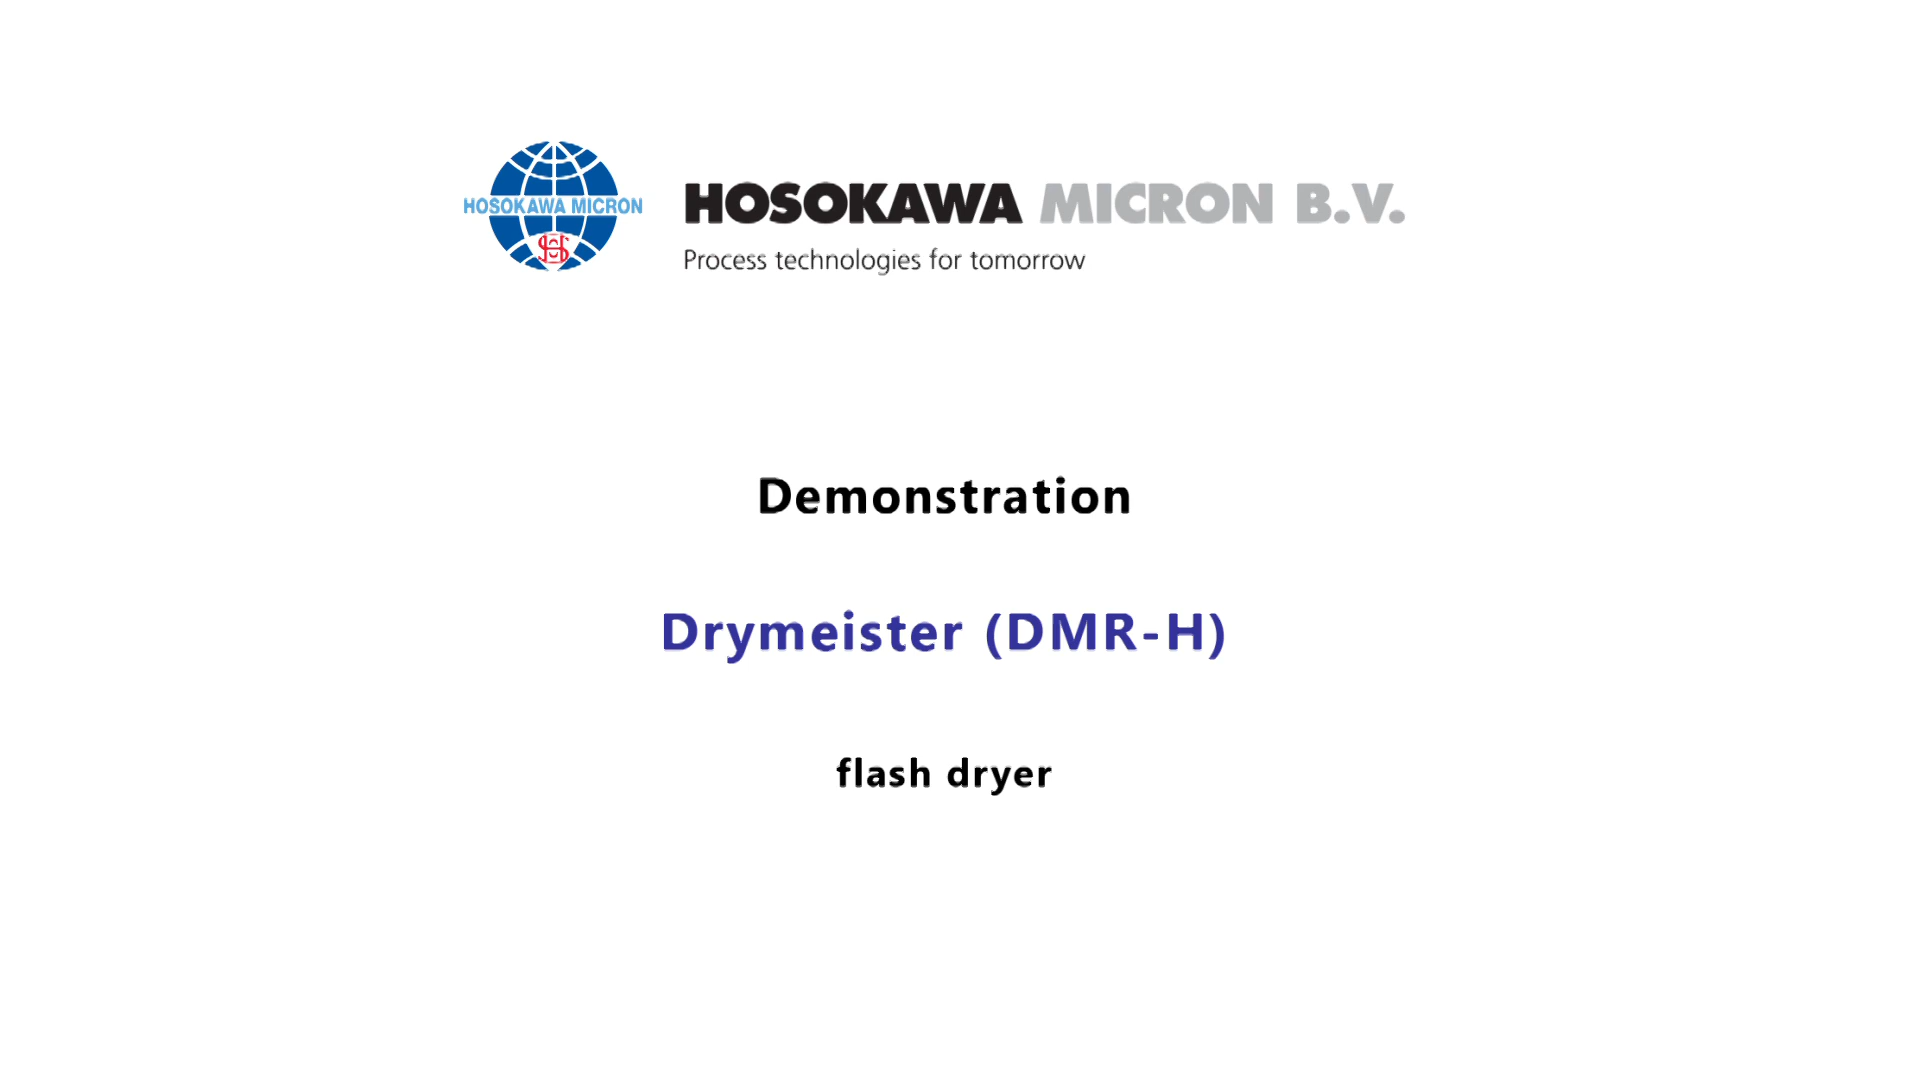 HOSOKAWA MICRON
HOSOKAWA MICRON B.V.
Process technologies for tomorrow
Demonstration
Drymeister (DMR-H)
flash dryer